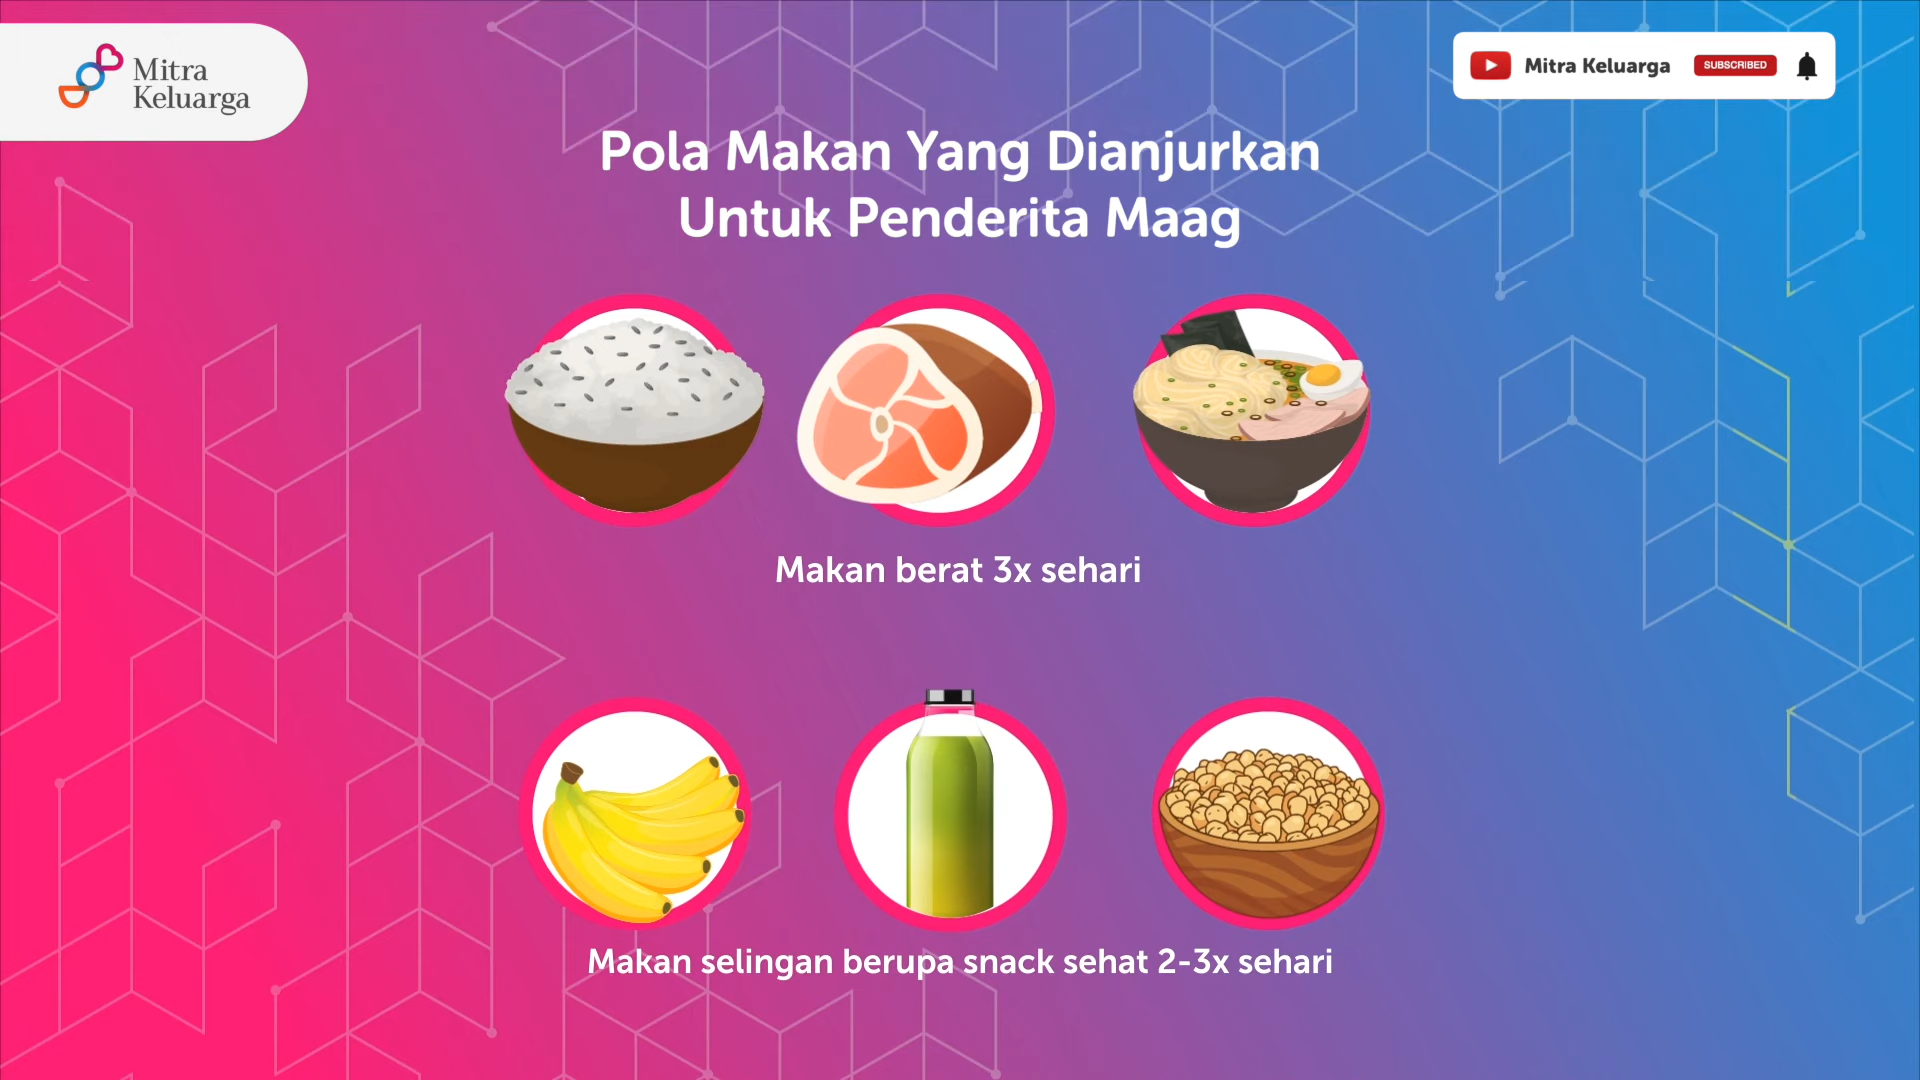 Mitra
Keluarga
Mitra Keluarga
SUBSCRIBED
Pola Makan Yang Dianjurkan
Untuk Penderita Maag
Makan berat 3x sehari
Makan selingan berupa snack sehat 2-3x sehari